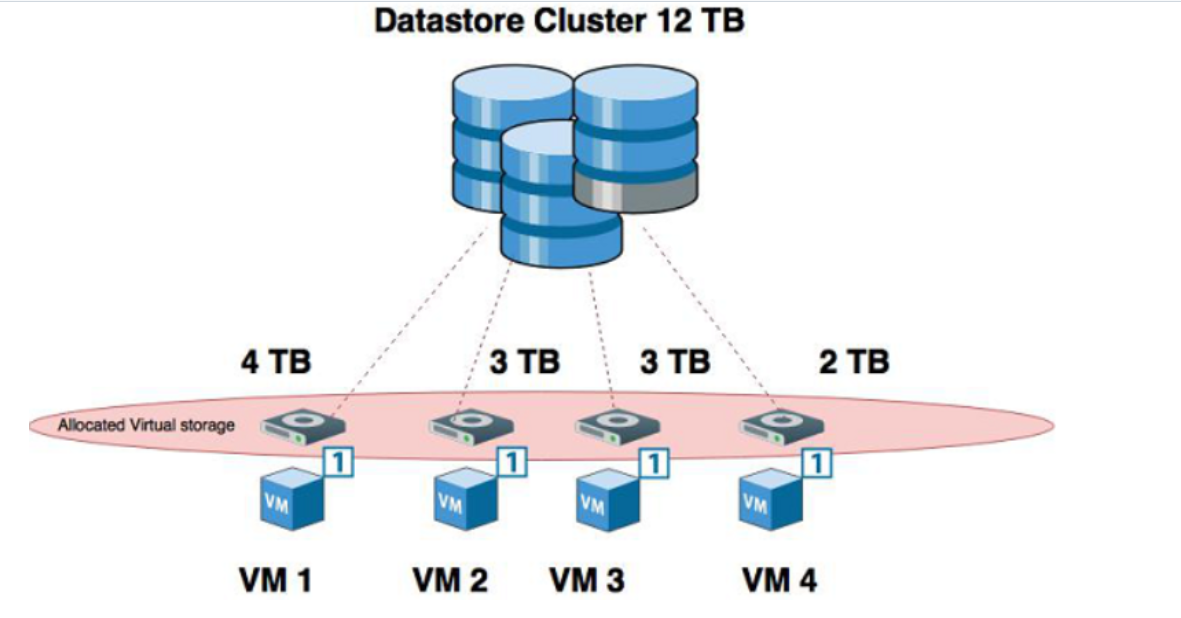 Datastore Cluster 12 TB
4 TB 3 TB 3 TB 2 TB
Allocated Virtual storage
1 1 1 1
VM VM VM VM
VM 1 VM 2 VM 3 VM 4